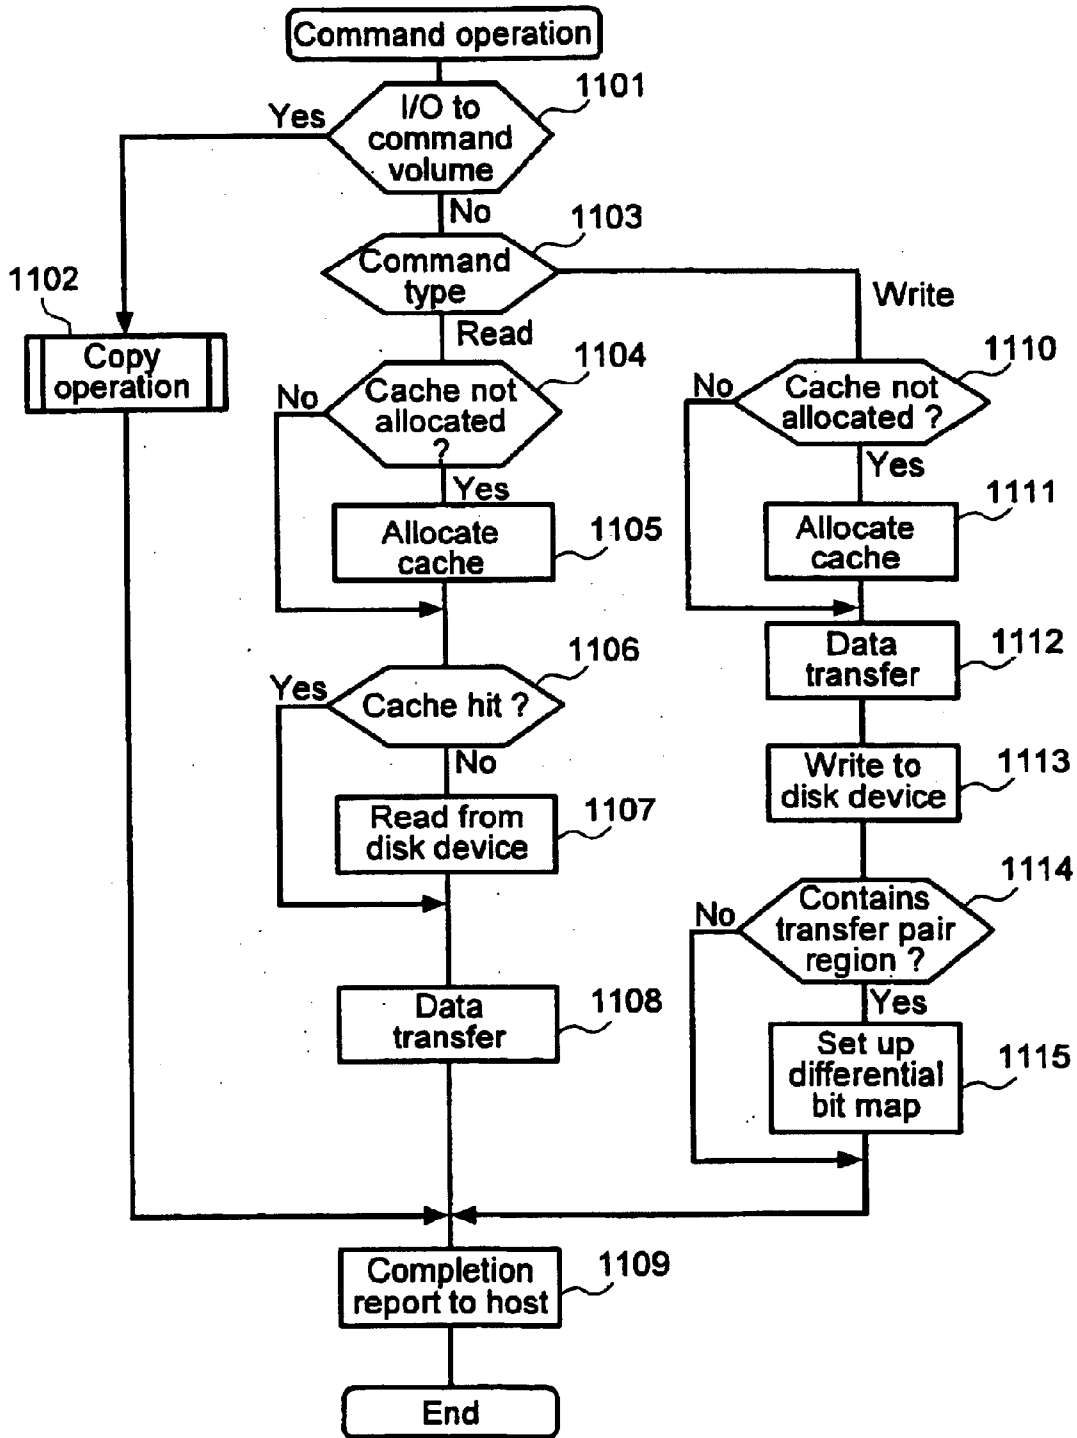 Command operation
1101
Yes
I/O to
command
volume
No
1103
Command
type
Write
Read
1102
Copy
operation
1104
No
Cache not
allocated
?
Yes
1105
Allocate
cache
1110
No
Cache not
allocated ?
Yes
1111
Allocate
cache
1106
Yes
Cache hit ?
No
1107
Read from
disk device
1108
Data
transfer
1112
Data
transfer
1113
Write to
disk device
1114
No
Contains
transfer pair
region ?
Yes
1115
Set up
differential
bit map
1109
Completion
report to host
End